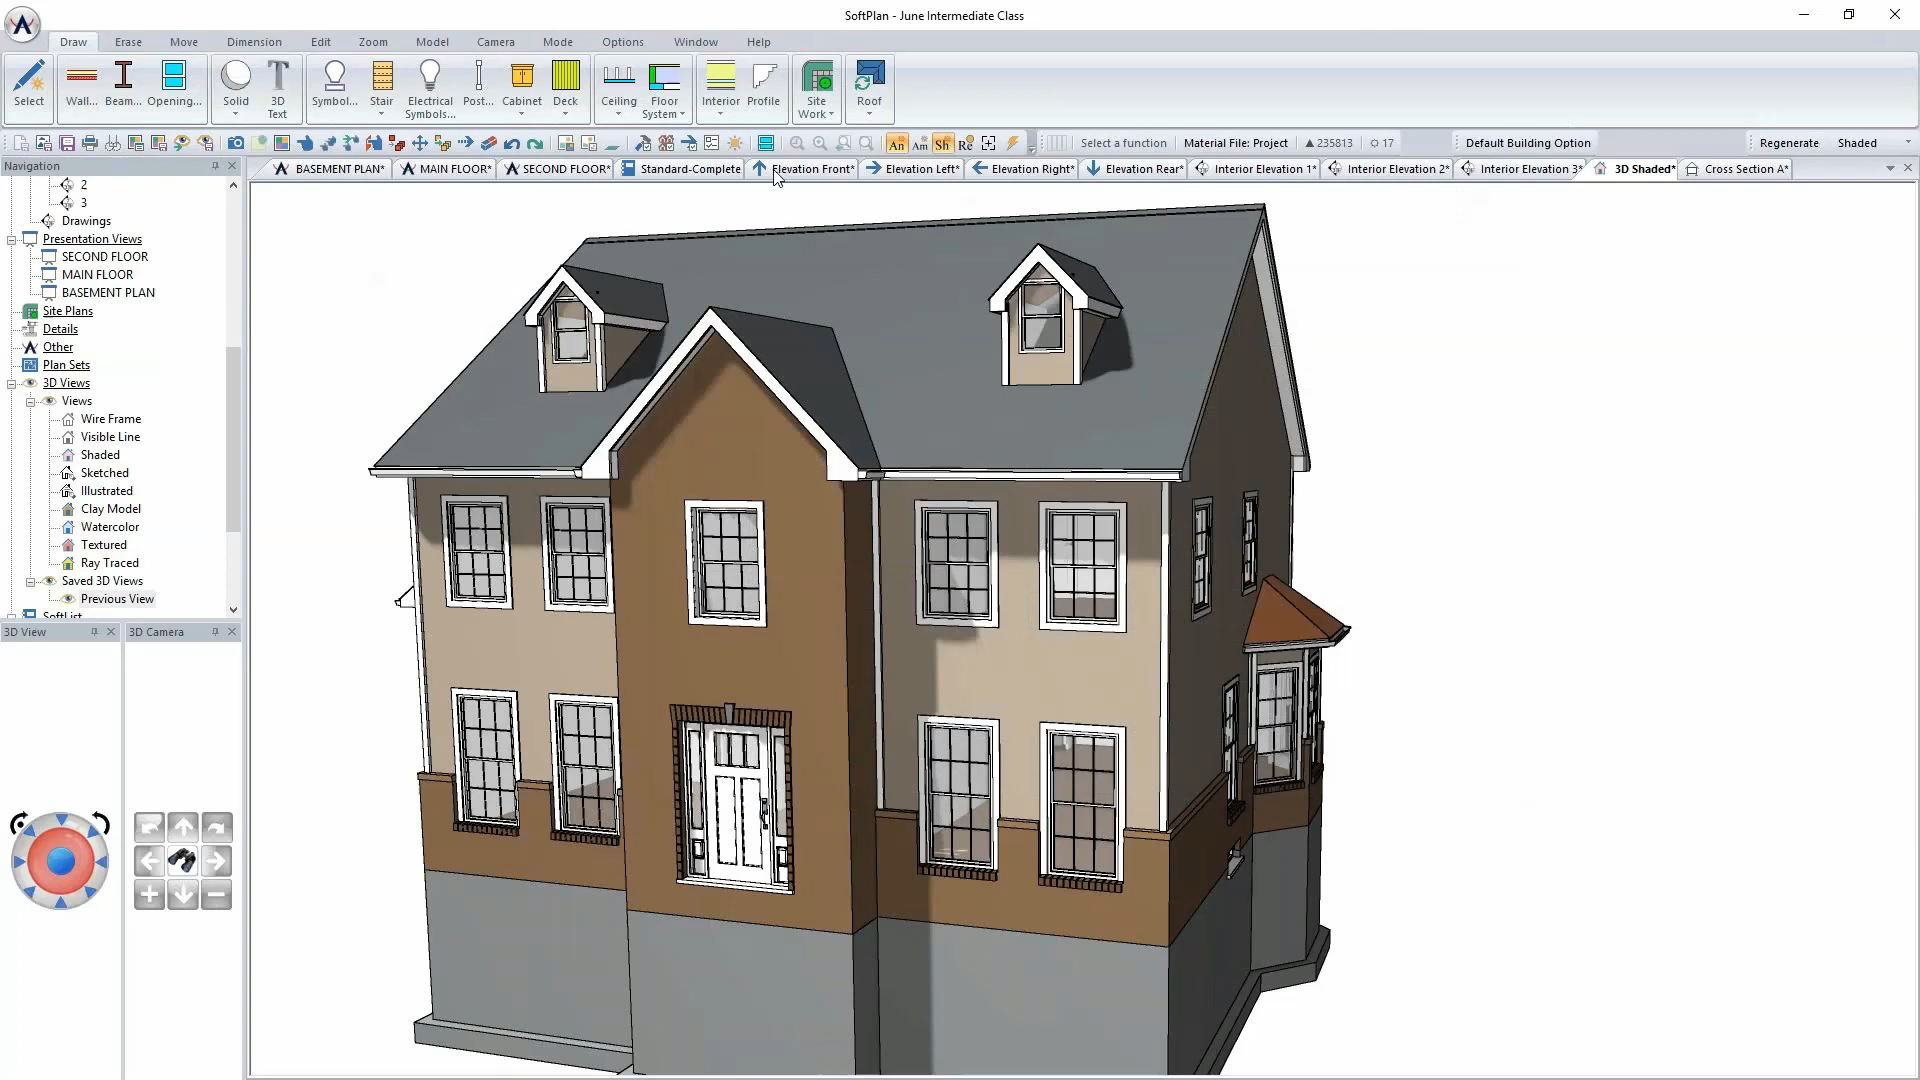 SoftPlan - June Intermediate Class
Draw Erase Move Dimension Edit Zoom Model Camera Mode Options Window Help
Select Wall... Beam... Opening... Solid 3D Text Symbol... Stair Electrical Symbols... Post... Cabinet Deck Ceiling Floor System Interior Profile Site Work Roof
An Am Sh Re Select a function Material File: Project 235813 17 Default Building Option Regenerate Shaded
Navigation
BASEMENT PLAN* MAIN FLOOR* SECOND FLOOR* Standard-Complete Elevation Front* Elevation Left* Elevation Right* Elevation Rear* Interior Elevation 1* Interior Elevation 2* Interior Elevation 3* 3D Shaded* Cross Section A*
2
3
Drawings
Presentation Views
SECOND FLOOR
MAIN FLOOR
BASEMENT PLAN
Site Plans
Details
Other
Plan Sets
3D Views
Views
Wire Frame
Visible Line
Shaded
Sketched
Illustrated
Clay Model
Watercolor
Textured
Ray Traced
Saved 3D Views
Previous View
SoftList
3D View 3D Camera